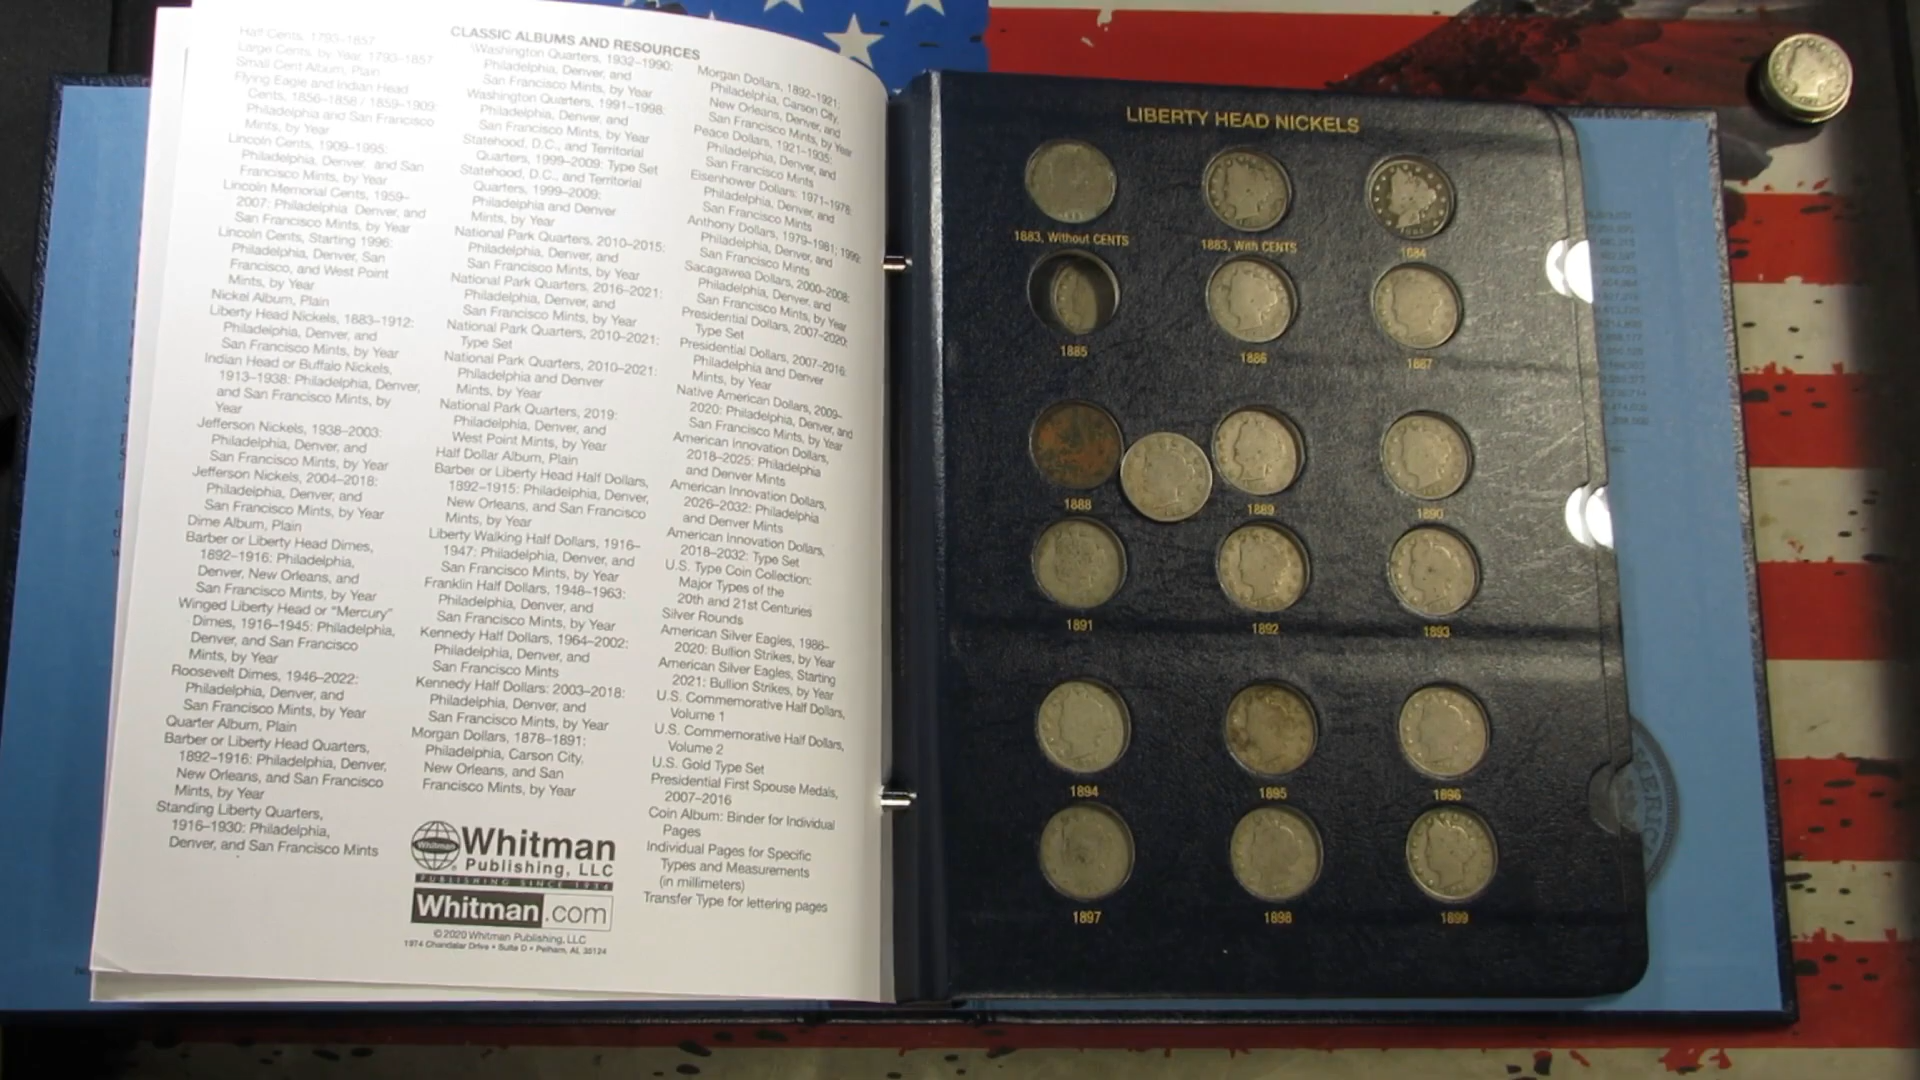 Half Cents, 1793–1857
Large Cents, by Year, 1793–1857
Small Cent Album, Plain
Flying Eagle and Indian Head
Cents, 1856–1858 / 1859–1909:
Philadelphia and San Francisco
Mints, by Year
Lincoln Cents, 1909–1995:
Philadelphia, Denver, and San
Francisco Mints, by Year
Lincoln Memorial Cents, 1959–
2007: Philadelphia Denver, and
San Francisco Mints, by Year
Lincoln Cents, Starting 1996:
Philadelphia, Denver, San
Francisco, and West Point
Mints, by Year
Nickel Album, Plain
Liberty Head Nickels, 1883–1912:
Philadelphia, Denver, and
San Francisco Mints, by Year
Indian Head or Buffalo Nickels,
1913–1938: Philadelphia, Denver,
and San Francisco Mints, by
Year
Jefferson Nickels, 1938–2003:
Philadelphia, Denver, and
San Francisco Mints, by Year
Jefferson Nickels, 2004–2018:
Philadelphia, Denver, and
San Francisco Mints, by Year
Dime Album, Plain
Barber or Liberty Head Dimes,
1892–1916: Philadelphia,
Denver, New Orleans, and
San Francisco Mints, by Year
Winged Liberty Head or "Mercury"
Dimes, 1916–1945: Philadelphia,
Denver, and San Francisco
Mints, by Year
Roosevelt Dimes, 1946–2022:
Philadelphia, Denver, and
San Francisco Mints, by Year
Quarter Album, Plain
Barber or Liberty Head Quarters,
1892–1916: Philadelphia, Denver,
New Orleans, and San Francisco
Mints, by Year
Standing Liberty Quarters,
1916–1930: Philadelphia,
Denver, and San Francisco Mints
CLASSIC ALBUMS AND RESOURCES
Washington Quarters, 1932–1990:
Philadelphia, Denver, and
San Francisco Mints, by Year
Washington Quarters, 1991–1998:
Philadelphia, Denver, and
San Francisco Mints, by Year
Statehood, D.C., and Territorial
Quarters, 1999–2009: Type Set
Statehood, D.C., and Territorial
Quarters, 1999–2009:
Philadelphia and Denver
Mints, by Year
National Park Quarters, 2010–2015:
Philadelphia, Denver, and
San Francisco Mints, by Year
National Park Quarters, 2016–2021:
Philadelphia, Denver, and
San Francisco Mints, by Year
National Park Quarters, 2010–2021:
Type Set
National Park Quarters, 2010–2021:
Philadelphia and Denver
Mints, by Year
National Park Quarters, 2019:
Philadelphia, Denver, and
West Point Mints, by Year
Half Dollar Album, Plain
Barber or Liberty Head Half Dollars,
1892–1915: Philadelphia, Denver,
New Orleans, and San Francisco
Mints, by Year
Liberty Walking Half Dollars, 1916–
1947: Philadelphia, Denver, and
San Francisco Mints, by Year
Franklin Half Dollars, 1948–1963:
Philadelphia, Denver, and
San Francisco Mints, by Year
Kennedy Half Dollars, 1964–2002:
Philadelphia, Denver, and
San Francisco Mints
Kennedy Half Dollars: 2003–2018:
Philadelphia, Denver, and
San Francisco Mints, by Year
Morgan Dollars, 1878–1891:
Philadelphia, Carson City,
New Orleans, and San
Francisco Mints, by Year
Morgan Dollars, 1892–1921:
Philadelphia, Carson City,
New Orleans, Denver, and
San Francisco Mints, by Year
Peace Dollars, 1921–1935:
Philadelphia, Denver, and
San Francisco Mints
Eisenhower Dollars: 1971–1978:
Philadelphia, Denver, and
San Francisco Mints
Anthony Dollars, 1979–1981; 1999:
Philadelphia, Denver, and
San Francisco Mints
Sacagawea Dollars, 2000–2008:
Philadelphia, Denver, and
San Francisco Mints, by Year
Presidential Dollars, 2007–2020:
Type Set
Presidential Dollars, 2007–2016:
Philadelphia and Denver
Mints, by Year
Native American Dollars, 2009–
2020: Philadelphia, Denver, and
San Francisco Mints, by Year
American Innovation Dollars,
2018–2025: Philadelphia
and Denver Mints
American Innovation Dollars,
2026–2032: Philadelphia
and Denver Mints
American Innovation Dollars,
2018–2032: Type Set
U.S. Type Coin Collection:
Major Types of the
20th and 21st Centuries
Silver Rounds
American Silver Eagles, 1986–
2020: Bullion Strikes, by Year
American Silver Eagles, Starting
2021: Bullion Strikes, by Year
U.S. Commemorative Half Dollars,
Volume 1
U.S. Commemorative Half Dollars,
Volume 2
U.S. Gold Type Set
Presidential First Spouse Medals,
2007–2016
Coin Album: Binder for Individual
Pages
Individual Pages for Specific
Types and Measurements
(in millimeters)
Transfer Type for lettering pages
Whitman
Whitman
Publishing, LLC
PUBLISHING SINCE 1934
Whitman.com
© 2020 Whitman Publishing, LLC
1974 Chandalar Drive • Suite D • Pelham, AL 35124
LIBERTY HEAD NICKELS
1883, Without CENTS
1883, With CENTS
1884
1885
1886
1887
1888
1889
1890
1891
1892
1893
1894
1895
1896
1897
1898
1899